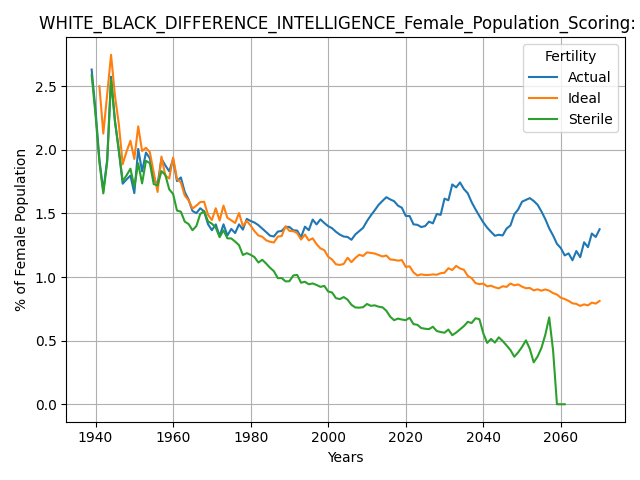 WHITE_BLACK_DIFFERENCE_INTELLIGENCE_Female_Population_Scoring:
Fertility
Actual
Ideal
Sterile
% of Female Population
2.5
2.0
1.5
1.0
0.5
0.0
1940 1960 1980 2000 2020 2040 2060
Years